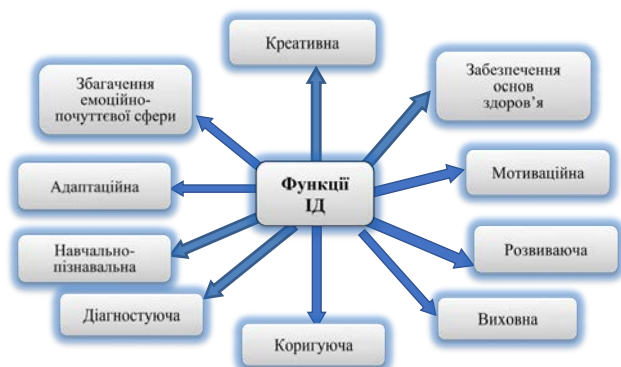 Креативна
Збагачення
емоційно-
почуттєвої сфери
Забезпечення
основ
здоров’я
Адаптаційна
Функції
ІД
Мотиваційна
Навчально-
пізнавальна
Розвиваюча
Діагностуюча
Виховна
Коригуюча